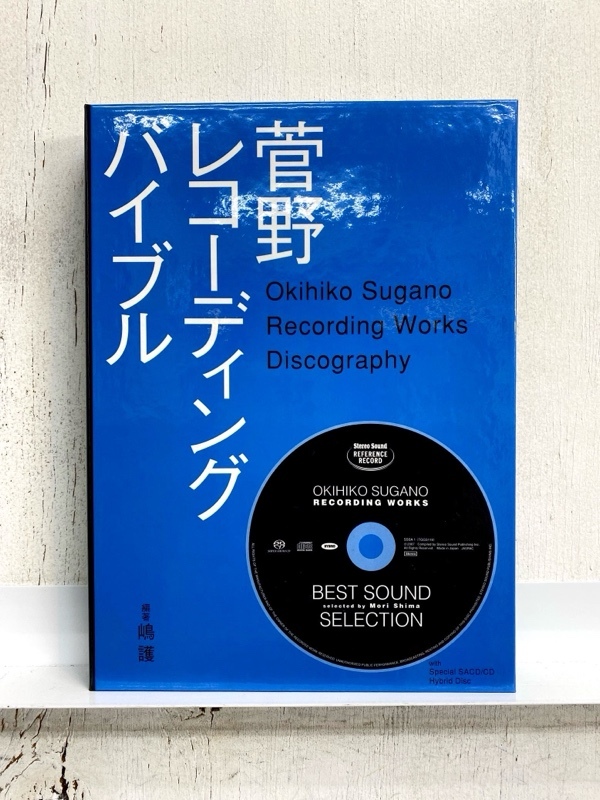 菅野
レコーディング
バイブル
Okihiko Sugano
Recording Works
Discography
Stereo Sound
REFERENCE
RECORD
OKIHIKO SUGANO
RECORDING WORKS
BEST SOUND
selected by Mori Shima
SELECTION
編著
嶋護
with
Special SACD/CD
Hybrid Disc